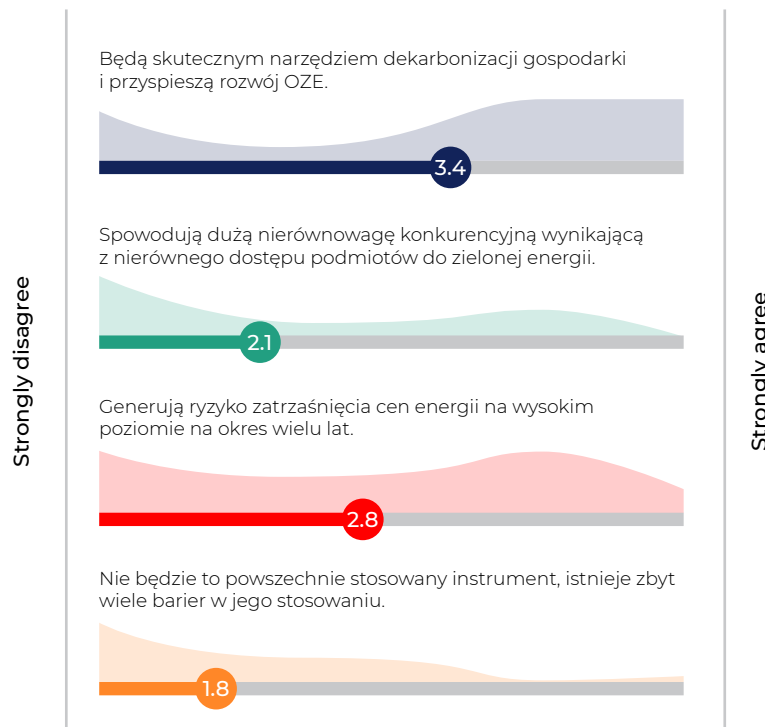 Będą skutecznym narzędziem dekarbonizacji gospodarki
i przyspieszą rozwój OZE.
3.4
Spowodują dużą nierównowagę konkurencyjną wynikającą
z nierównego dostępu podmiotów do zielonej energii.
2.1
Strongly disagree
Strongly agree
Generują ryzyko zatrzaśnięcia cen energii na wysokim
poziomie na okres wielu lat.
2.8
Nie będzie to powszechnie stosowany instrument, istnieje zbyt
wiele barier w jego stosowaniu.
1.8